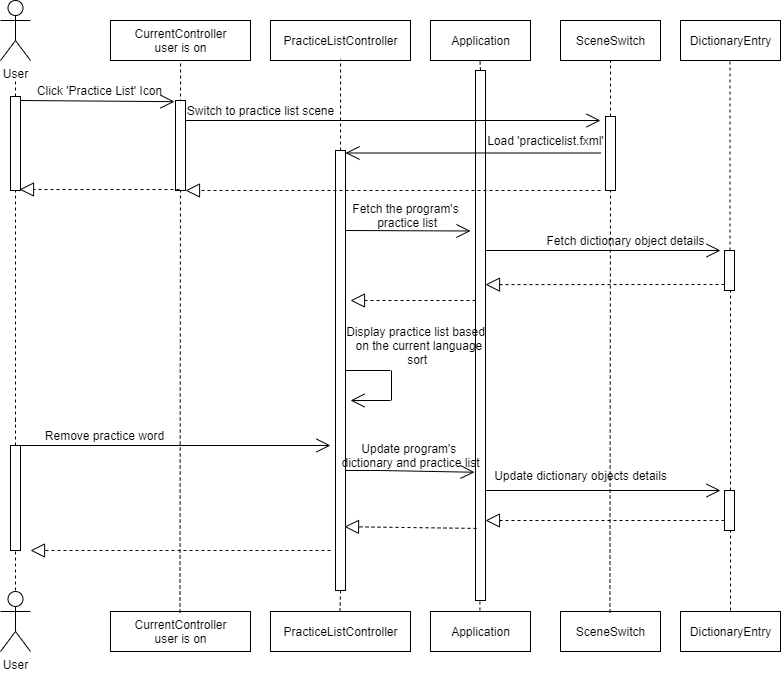 CurrentController
user is on
PracticeListController
Application
SceneSwitch
DictionaryEntry
User
Click 'Practice List' Icon
Switch to practice list scene
Load 'practicelist.fxml'
Fetch the program's
practice list
Fetch dictionary object details
Display practice list based
on the current language
sort
Remove practice word
Update program's
dictionary and practice list
Update dictionary objects details
CurrentController
user is on
PracticeListController
Application
SceneSwitch
DictionaryEntry
User